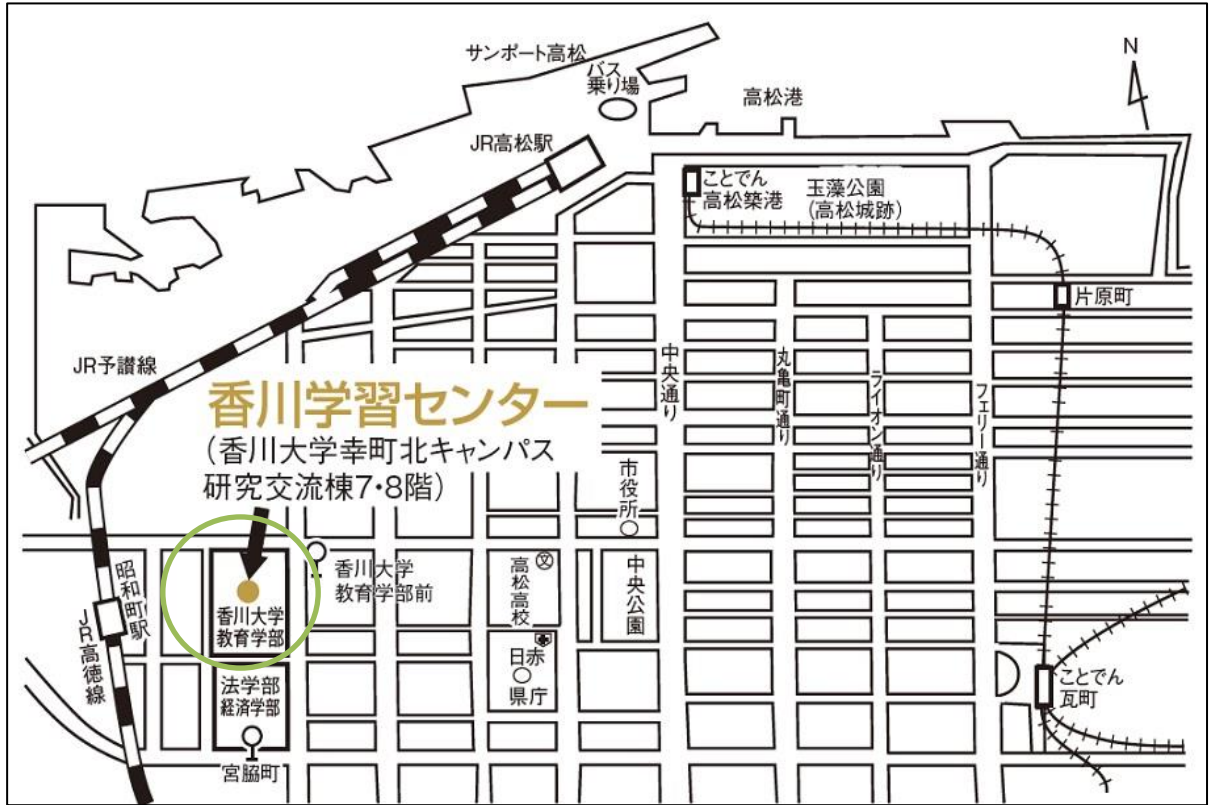 サンポート高松
バス
乗り場
N
高松港
JR高松駅
ことでん
高松築港
玉藻公園
(高松城跡)
片原町
JR予讃線
中央通り
丸亀町通り
ライオン通り
フェリー通り
香川学習センター
(香川大学幸町北キャンパス
研究交流棟7・8階)
市役所
昭和町駅
JR高徳線
香川大学
教育学部
香川大学
教育学部前
高松高校
文
中央公園
日赤
県庁
法学部
経済学部
宮脇町
ことでん
瓦町